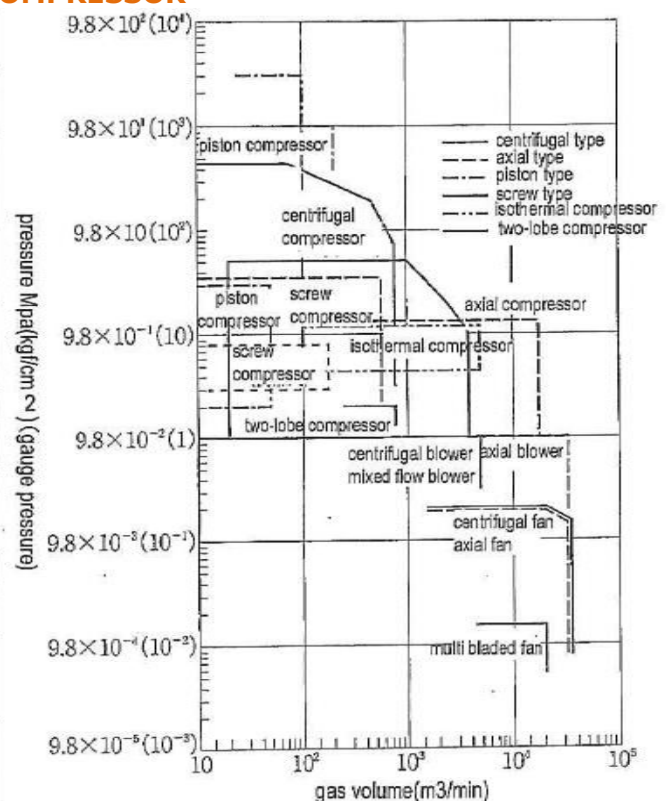 OMPRESSOR
9.8×10²(10⁴)
9.8×10¹(10³)
9.8×10(10²)
9.8×10⁻¹(10)
9.8×10⁻²(1)
9.8×10⁻³(10⁻¹)
9.8×10⁻⁴(10⁻²)
9.8×10⁻⁵(10⁻³)
pressure Mpa(kgf/cm 2) (gauge pressure)
piston compressor
centrifugal type
axial type
piston type
screw type
isothermal compressor
two-lobe compressor
centrifugal
compressor
piston
compressor
screw
compressor
axial compressor
isothermal compressor
screw
compressor
two-lobe compressor
centrifugal blower
mixed flow blower
axial blower
centrifugal fan
axial fan
multi bladed fan
10
10²
10³
10⁵
gas volume(m3/min)